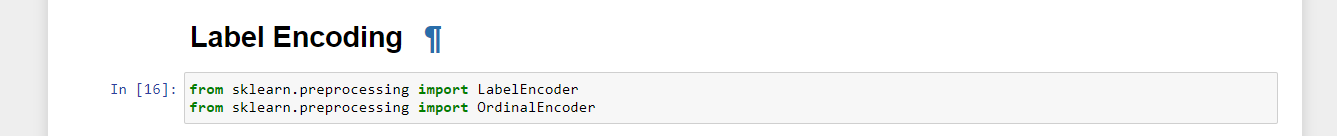 Label Encoding ¶
In [16]: from sklearn.preprocessing import LabelEncoder
from sklearn.preprocessing import OrdinalEncoder